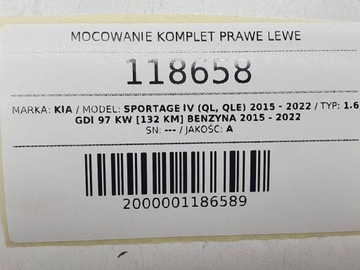 MOCOWANIE KOMPLET PRAWE LEWE
118658
MARKA: KIA / MODEL: SPORTAGE IV (QL, QLE) 2015 - 2022 / TYP: 1.6
GDI 97 KW [132 KM] BENZYNA 2015 - 2022
SN: --- / JAKOŚĆ: A
2000001186589